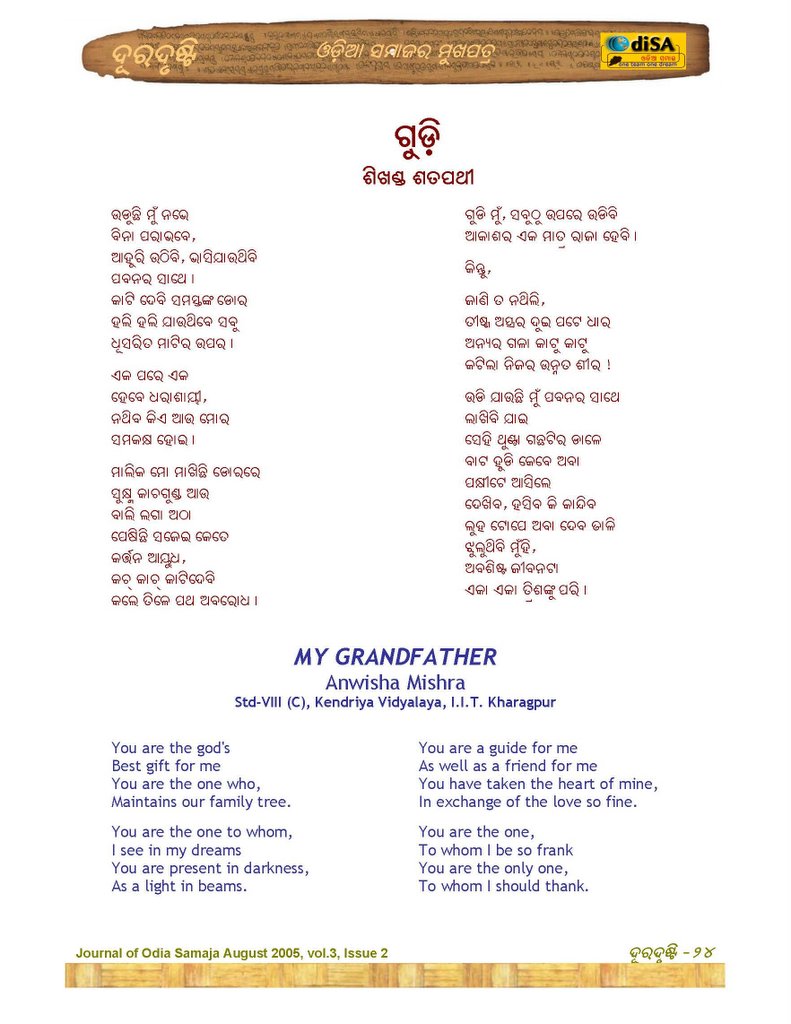 ଦୂରଦୃଷ୍ଟି
ଓଡ଼ିଆ ସମାଜର ମୁଖପତ୍ର
diSA
ଓଡ଼ିଆ ସମାଜ
one team one dream
ଗୁଡ଼ି
ଶିଖଣ୍ଡ ଶତପଥୀ
ଉଡୁଛି ମୁଁ ନଭେ
ବିନା ପରାଭବେ,
ଆହୁରି ଉଠିବି, ଭାସିଯାଉଥିବି
ପବନର ସାଥେ ।
କାଟି ଦେବି ସମସ୍ତଙ୍କ ଡୋର
ହଲି ହଲି ଯାଉଥିବେ ସବୁ
ଧୂସରିତ ମାଟିର ଉପର ।
ଏକ ପରେ ଏକ
ହେବେ ଧରାଶାୟୀ,
ନଥିବ କିଏ ଆଉ ମୋର
ସମକକ୍ଷ ହୋଇ ।
ମାଲିକ ମୋ ମାଖିଛି ଡୋରରେ
ସୁକ୍ଷ୍ମ କାଚଗୁଣ୍ଡ ଆଉ
ବାଲି ଲଗା ଅଠା
ପେଷିଛି ସଜେଇ କେତେ
କର୍ତ୍ତନ ଆୟୁଧ,
କଚ୍ କାଚ୍ କାଟିଦେବି
କଲେ ତିଳେ ପଥ ଅବରୋଧ ।
ଗୁଡି ମୁଁ, ସବୁଠୁ ଉପରେ ଉଡିବି
ଆକାଶର ଏକ ମାତ୍ର ରାଜା ହେବି ।
କିନ୍ତୁ,
ଜାଣି ତ ନଥିଲି,
ତୀକ୍ଷ୍ଣ ଅସ୍ତ୍ରର ଦୁଇ ପଟେ ଧାର
ଅନ୍ୟର ଗଳା କାଟୁ କାଟୁ
କଟିଲା ନିଜର ଉନ୍ନତ ଶୀର !
ଉଡି ଯାଉଛି ମୁଁ ପବନର ସାଥେ
ଲାଖିବି ଯାଇ
ସେହି ଥୁଣ୍ଟା ଗଛଟିର ଡାଳେ
ବାଟ ହୁଡି କେବେ ଅବା
ପକ୍ଷୀଟେ ଆସିଲେ
ଦେଖିବ, ହସିବ କି କାନ୍ଦିବ
ଲୁହ ଟୋପେ ଅବା ଦେବ ଢାଳି
ଝୁଲୁଥିବି ମୁଁହି,
ଅବଶିଷ୍ଟ ଜୀବନଟା
ଏକା ଏକା ତ୍ରିଶଙ୍କୁ ପରି ।
MY GRANDFATHER
Anwisha Mishra
Std-VIII (C), Kendriya Vidyalaya, I.I.T. Kharagpur
You are the god's
Best gift for me
You are the one who,
Maintains our family tree.
You are the one to whom,
I see in my dreams
You are present in darkness,
As a light in beams.
You are a guide for me
As well as a friend for me
You have taken the heart of mine,
In exchange of the love so fine.
You are the one,
To whom I be so frank
You are the only one,
To whom I should thank.
Journal of Odia Samaja August 2005, vol.3, Issue 2
ଦୂରଦୃଷ୍ଟି - ୨୪